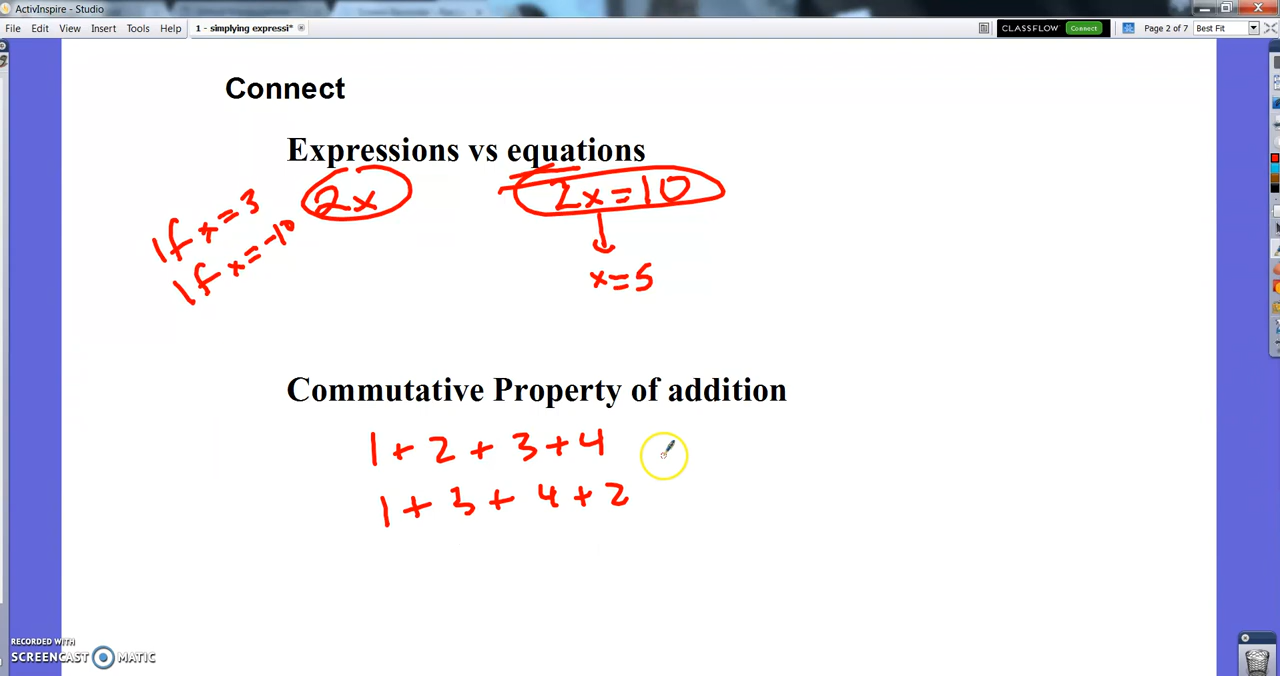 ActivInspire - Studio
File Edit View Insert Tools Help 1 - simplying expressi* CLASSFLOW Connect Page 2 of 7 Best Fit
Connect
Expressions vs equations
2x 2x=10
If x=3
If x=-10
x=5
Commutative Property of addition
1+2+3+4
1+3+4+2
RECORDED WITH
SCREENCAST MATIC